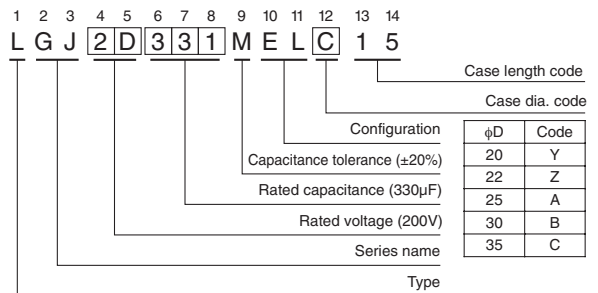 1 2 3 4 5 6 7 8 9 10 11 12 13 14
L G J 2 D 3 3 1 M E L C 1 5
Case length code
Case dia. code
Configuration
Capacitance tolerance (±20%)
Rated capacitance (330µF)
Rated voltage (200V)
Series name
Type
ϕD Code
20 Y
22 Z
25 A
30 B
35 C